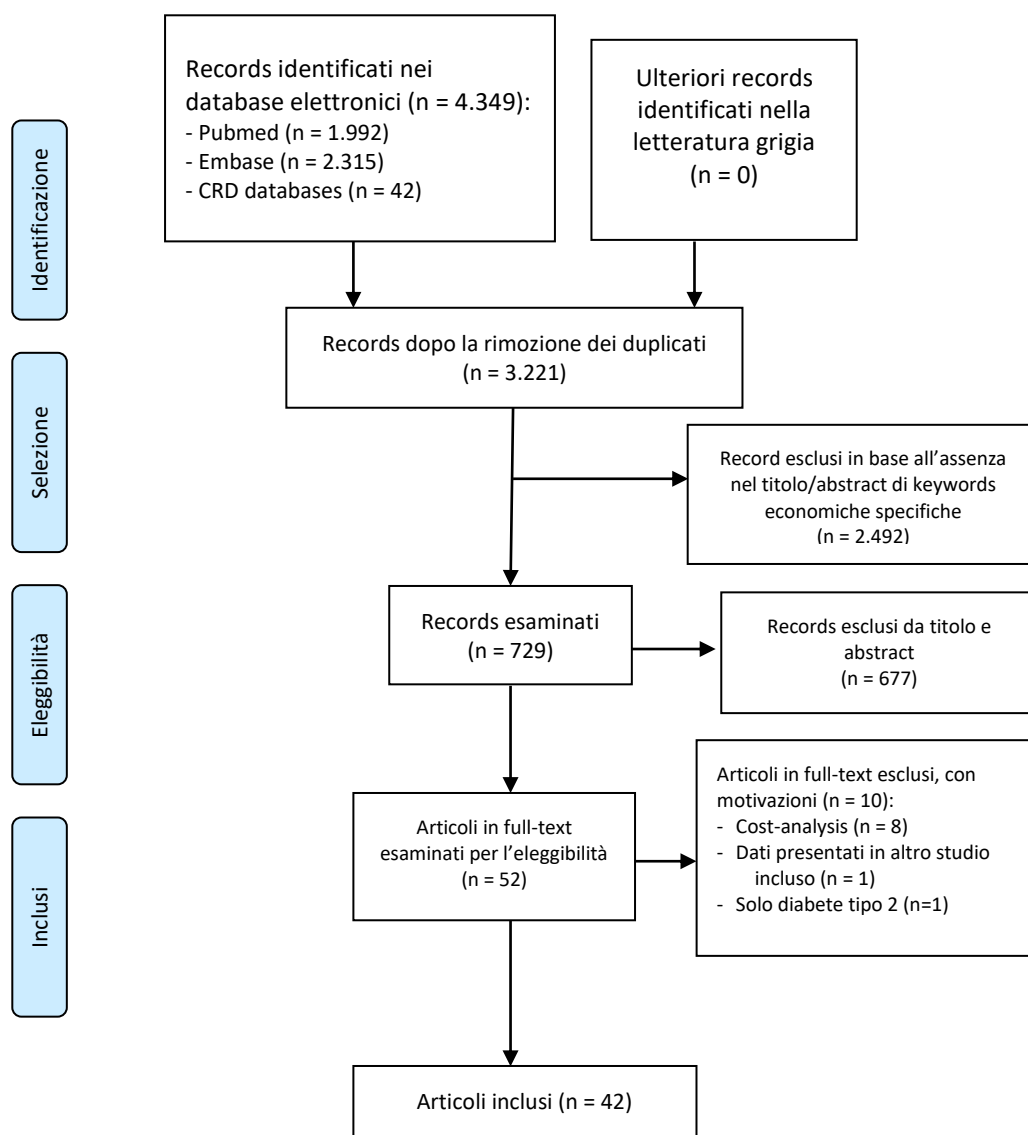 Records identificati nei
database elettronici (n = 4.349):
- Pubmed (n = 1.992)
- Embase (n = 2.315)
- CRD databases (n = 42)
Ulteriori records
identificati nella
letteratura grigia
(n = 0)
Identificazione
Records dopo la rimozione dei duplicati
(n = 3.221)
Selezione
Record esclusi in base all’assenza
nel titolo/abstract di keywords
economiche specifiche
(n = 2.492)
Eleggibilità
Records esaminati
(n = 729)
Records esclusi da titolo e
abstract
(n = 677)
Articoli in full-text
esaminati per l’eleggibilità
(n = 52)
Articoli in full-text esclusi, con
motivazioni (n = 10):
- Cost-analysis (n = 8)
- Dati presentati in altro studio
incluso (n = 1)
- Solo diabete tipo 2 (n=1)
Inclusi
Articoli inclusi (n = 42)